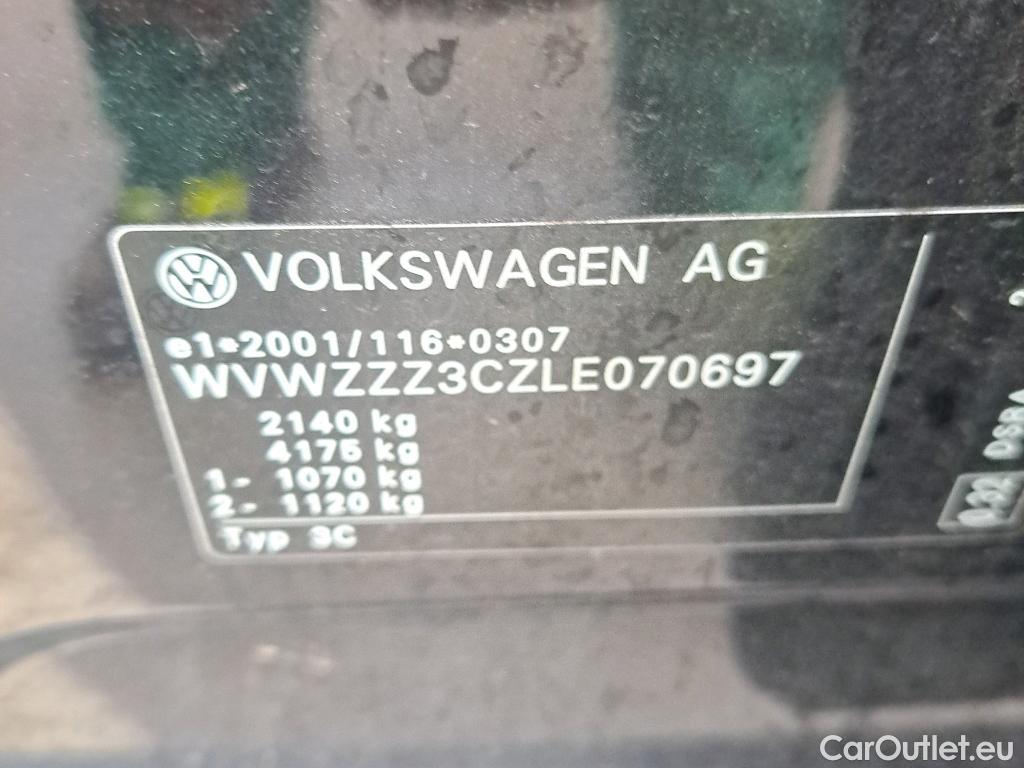 VOLKSWAGEN AG
e1*2001/116*0307
WVWZZZ3CZLE070697
2140 kg
4175 kg
1- 1070 kg
2- 1120 kg
Typ 3C
CarOutlet.eu